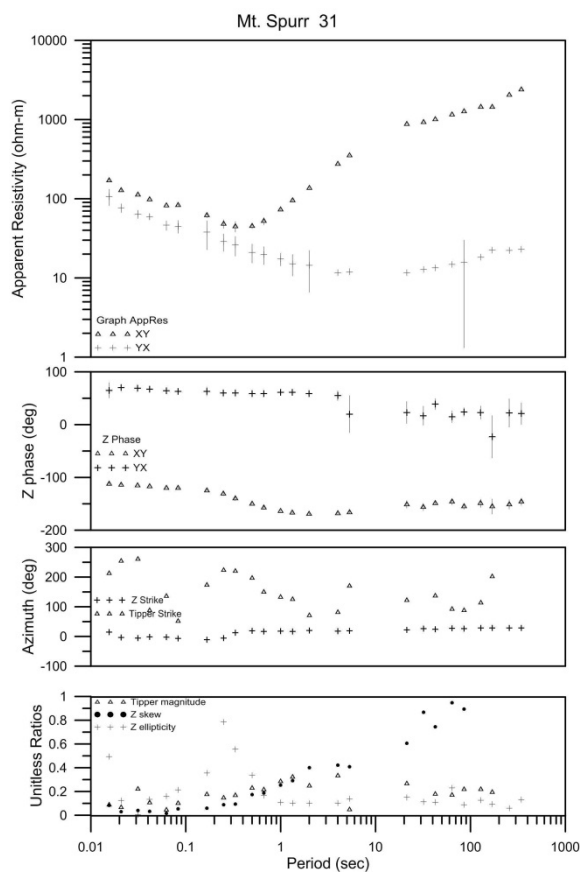 Mt. Spurr 31
Apparent Resistivity (ohm-m)
10000
1000
100
10
1
Graph AppRes
XY
YX
Z phase (deg)
100
0
-100
-200
Z Phase
XY
YX
Azimuth (deg)
300
200
100
0
-100
Z Strike
Tipper Strike
Unitless Ratios
1
0.8
0.6
0.4
0.2
0
Tipper magnitude
Z skew
Z ellipticity
0.01 0.1 1 10 100 1000
Period (sec)